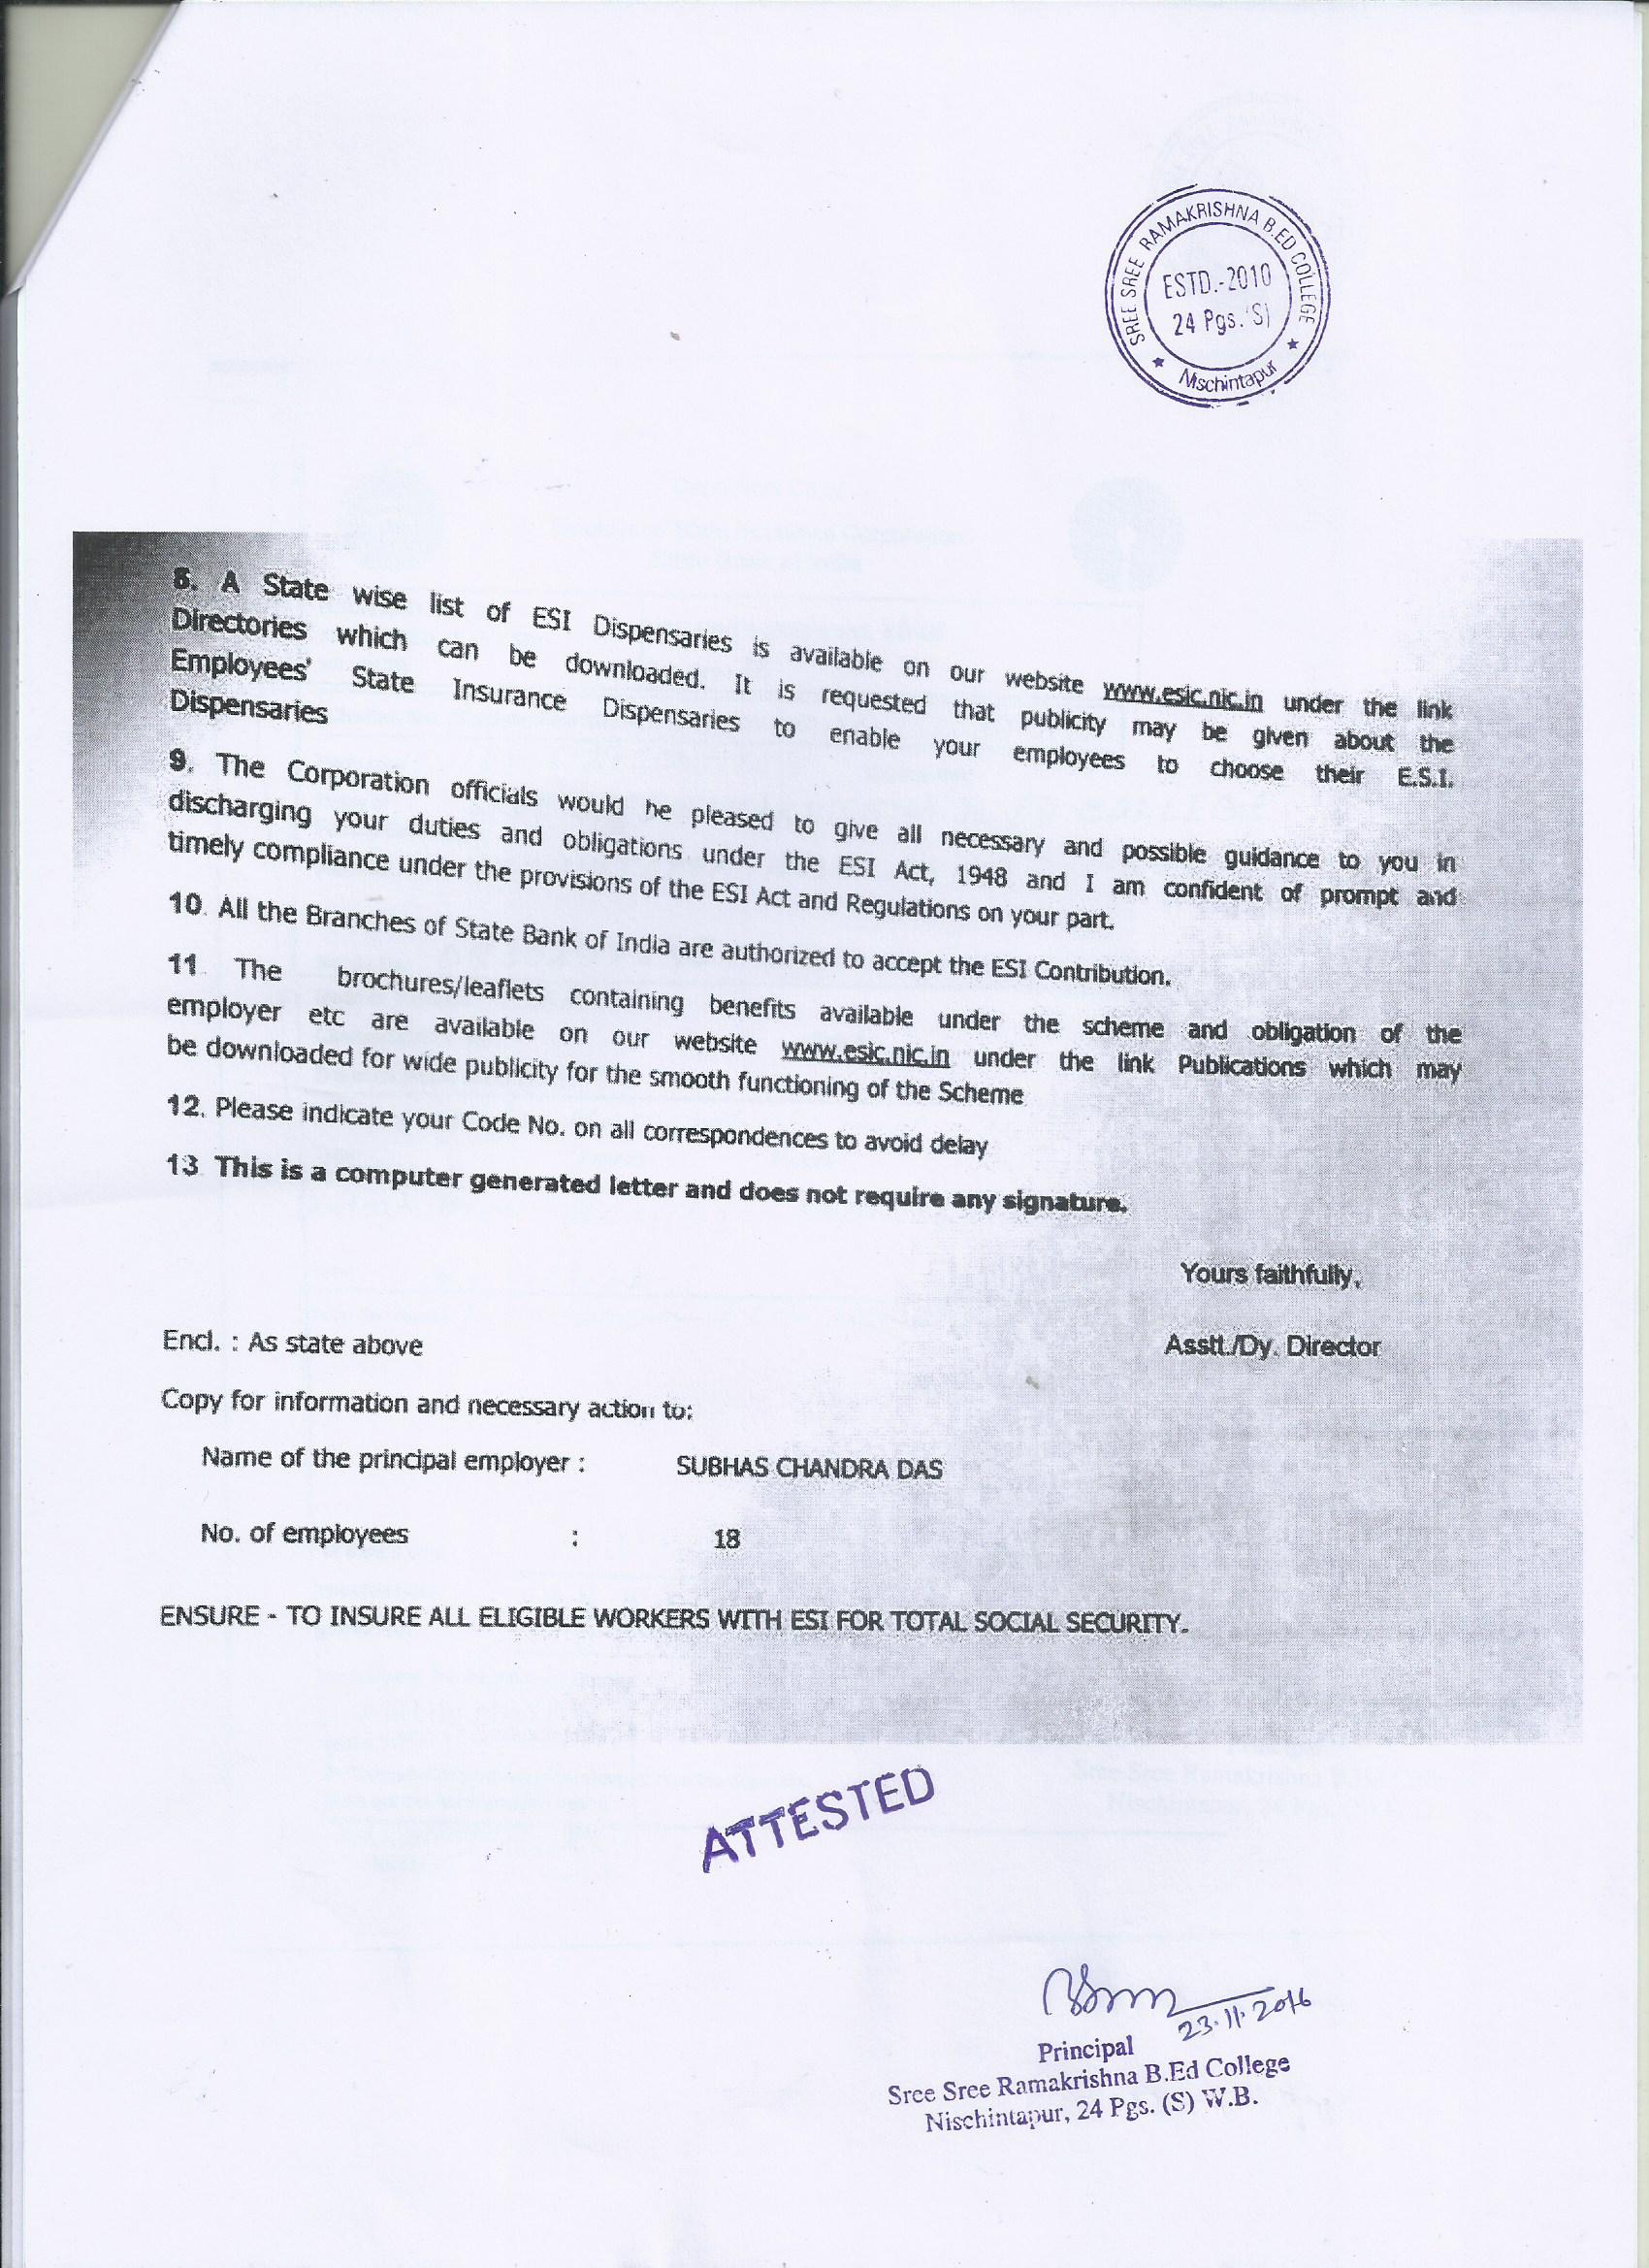 SREE SREE RAMAKRISHNA B.ED COLLEGE
ESTD.-2010
24 Pgs. (S)
★ Nischintapur ★
8. A State wise list of ESI Dispensaries is available on our website www.esic.nic.in under the link
Directories which can be downloaded. It is requested that publicity may be given about the
Employees' State Insurance Dispensaries to enable your employees to choose their E.S.I.
Dispensaries
9. The Corporation officials would be pleased to give all necessary and possible guidance to you in
discharging your duties and obligations under the ESI Act, 1948 and I am confident of prompt and
timely compliance under the provisions of the ESI Act and Regulations on your part.
10. All the Branches of State Bank of India are authorized to accept the ESI Contribution.
11 The brochures/leaflets containing benefits available under the scheme and obligation of the
employer etc are available on our website www.esic.nic.in under the link Publications which may
be downloaded for wide publicity for the smooth functioning of the Scheme
12. Please indicate your Code No. on all correspondences to avoid delay
13 This is a computer generated letter and does not require any signature.
Yours faithfully,
Encl. : As state above Asstt./Dy. Director
Copy for information and necessary action to:
Name of the principal employer : SUBHAS CHANDRA DAS
No. of employees : 18
ENSURE - TO INSURE ALL ELIGIBLE WORKERS WITH ESI FOR TOTAL SOCIAL SECURITY.
ATTESTED
23.11.2016
Principal
Sree Sree Ramakrishna B.Ed College
Nischintapur, 24 Pgs. (S) W.B.